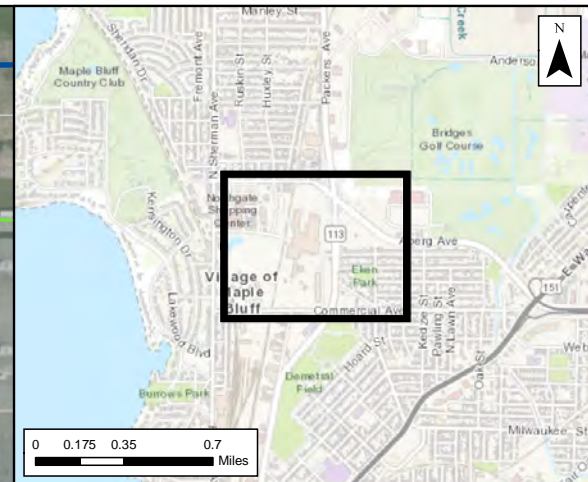 Manley St
Creek
N
Sheridan Dr
Fremont Ave
Ruskin St
Huxley St
Packers Ave
Maple Bluff
Country Club
N Sherman Ave
Bridges
Golf Course
Northgate
Shopping
Center
Kensington Dr
113
Aberg Ave
E Wa
151
Village of
Maple
Bluff
Eken
Park
Commercial Ave
Lakewood Blvd
Kedzie St
Pawling St
N Lawn Ave
Hoard St
Oak St
Web
Demetral
Field
Burrows Park
Milwaukee St
0 0.175 0.35 0.7
Miles